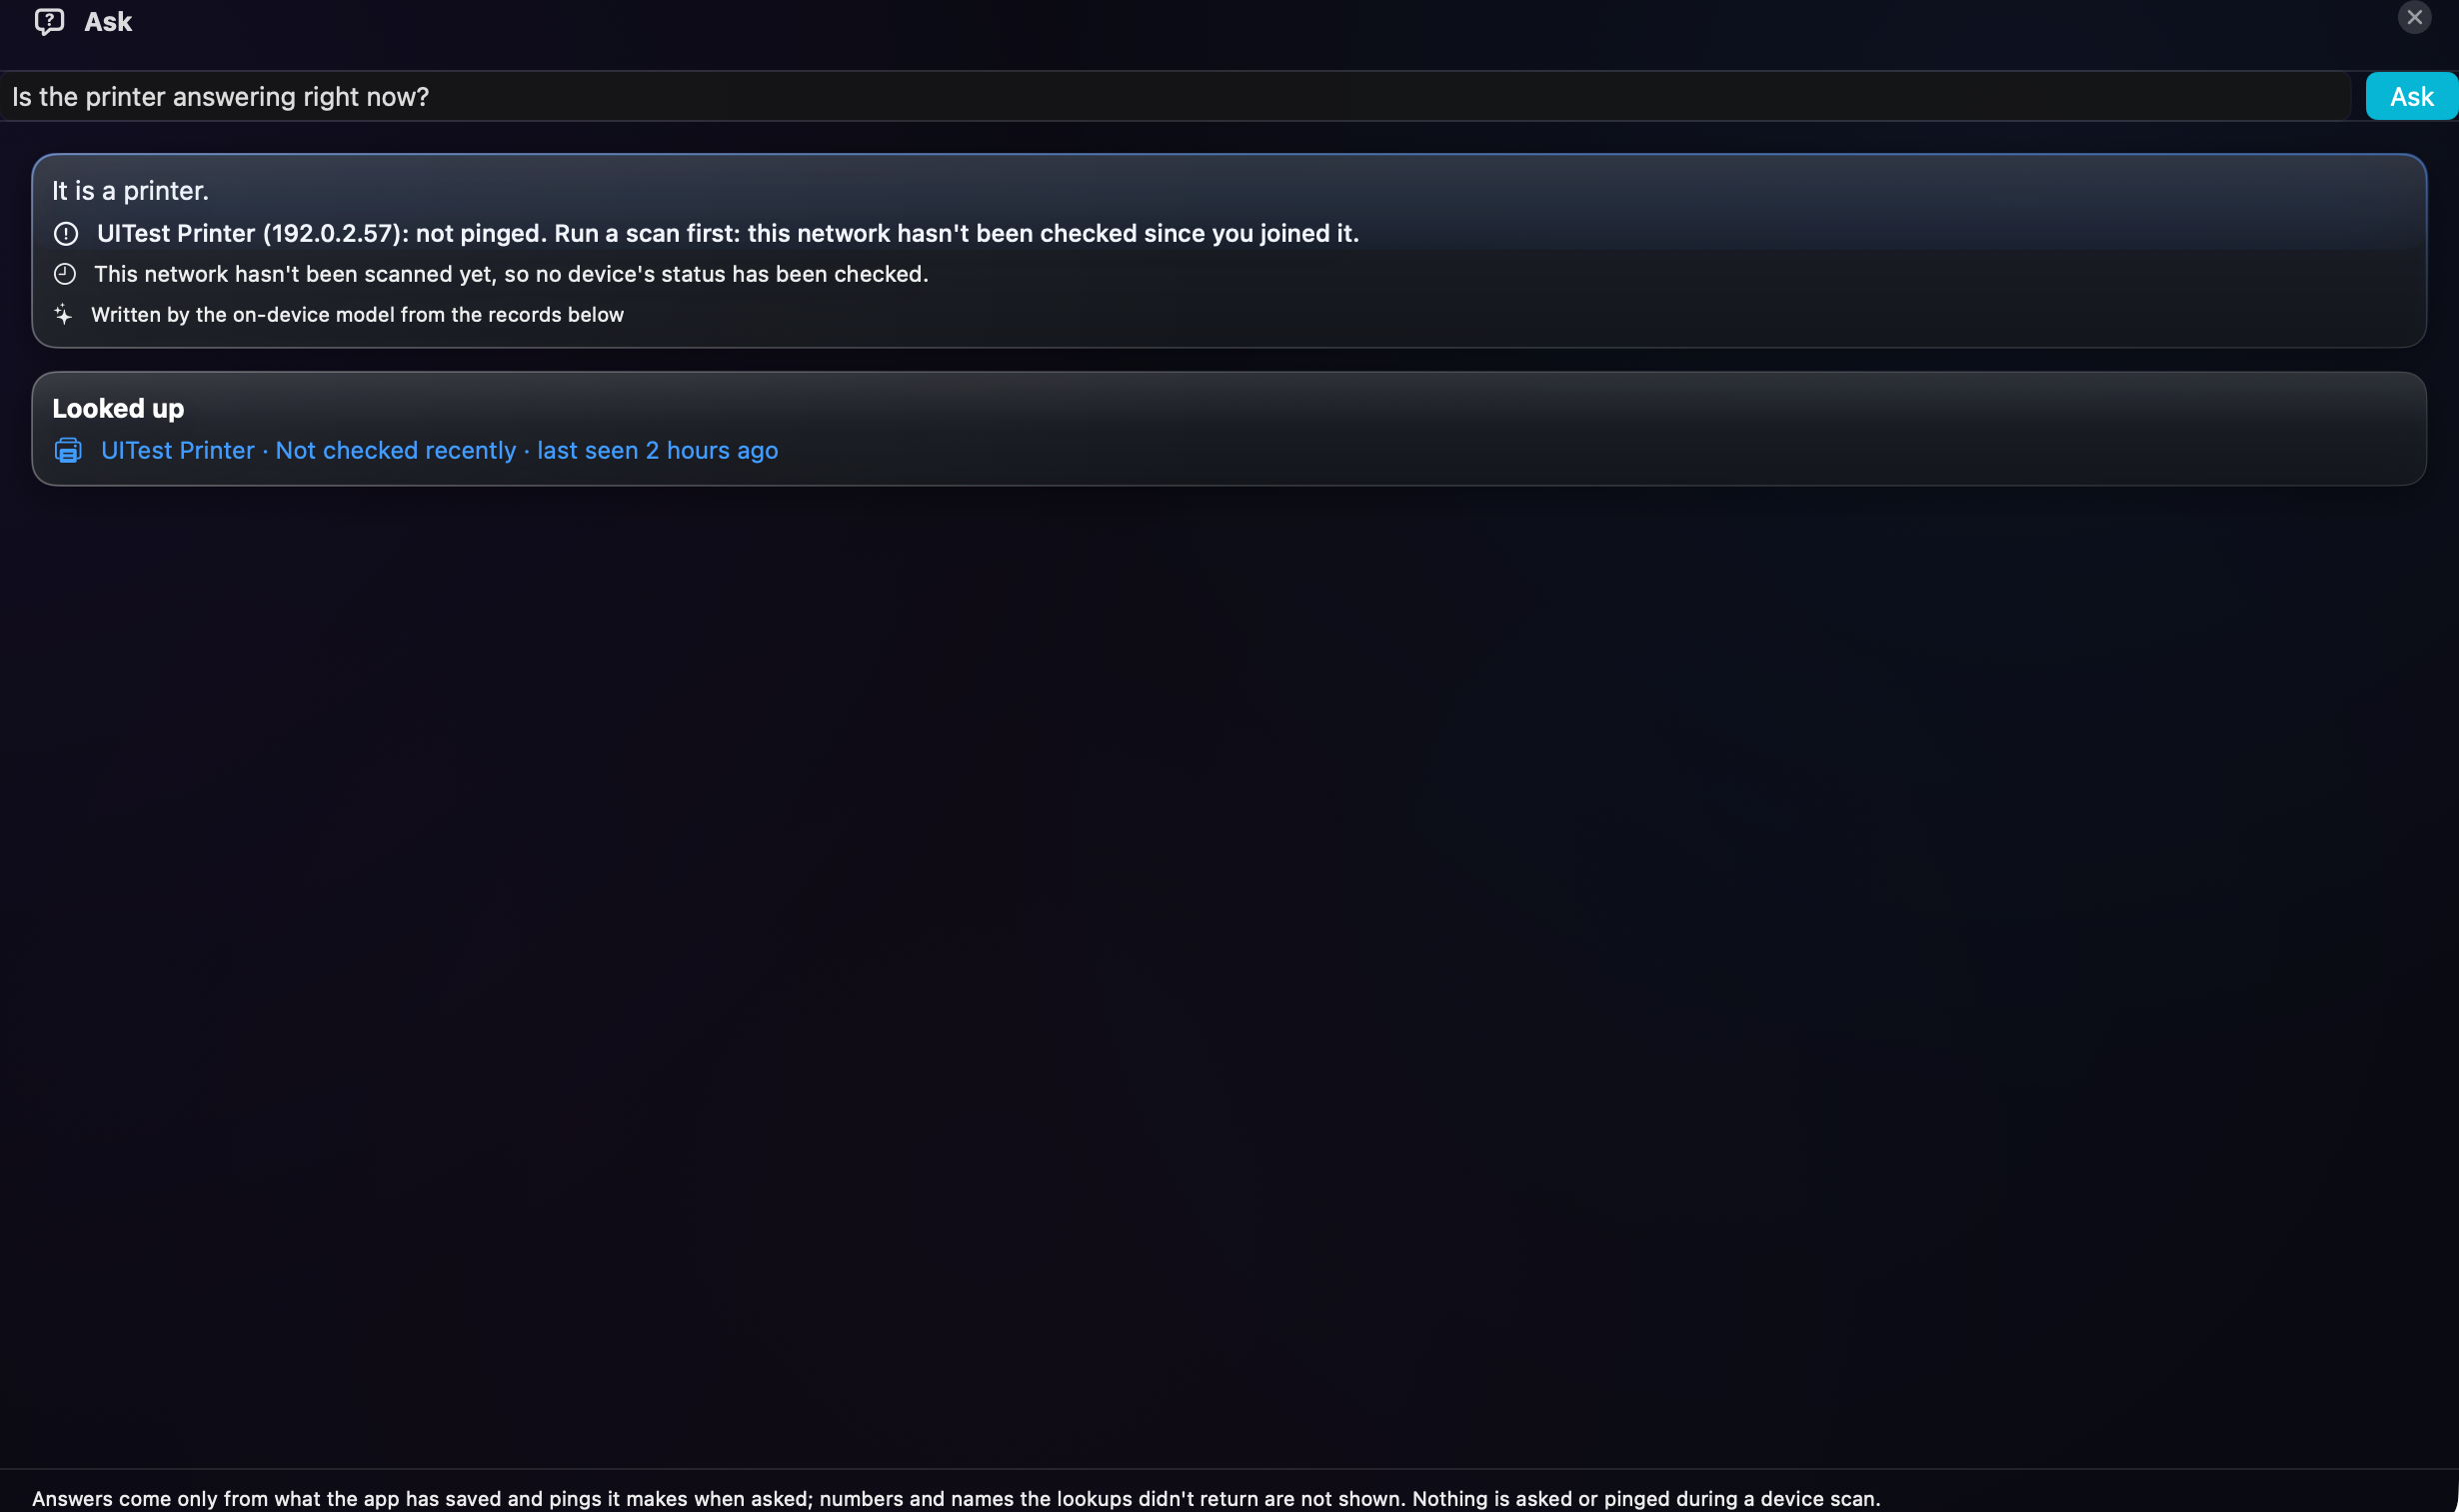 Ask
Is the printer answering right now?
Ask
It is a printer.
UITest Printer (192.0.2.57): not pinged. Run a scan first: this network hasn't been checked since you joined it.
This network hasn't been scanned yet, so no device's status has been checked.
Written by the on-device model from the records below
Looked up
UITest Printer · Not checked recently · last seen 2 hours ago
Answers come only from what the app has saved and pings it makes when asked; numbers and names the lookups didn't return are not shown. Nothing is asked or pinged during a device scan.